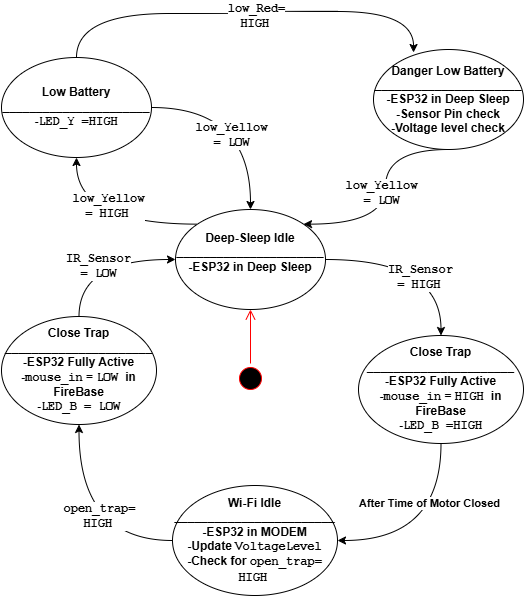 low_Red=
HIGH
Low Battery
-LED_Y =HIGH
Danger Low Battery
-ESP32 in Deep Sleep
-Sensor Pin check
-Voltage level check
low_Yellow
= LOW
low_Yellow
= HIGH
low_Yellow
= LOW
Deep-Sleep Idle
-ESP32 in Deep Sleep
IR_Sensor
= LOW
IR_Sensor
= HIGH
Close Trap
-ESP32 Fully Active
-mouse_in = LOW in
FireBase
-LED_B = LOW
Close Trap
-ESP32 Fully Active
-mouse_in = HIGH in
FireBase
-LED_B =HIGH
open_trap=
HIGH
Wi-Fi Idle
-ESP32 in MODEM
-Update VoltageLevel
-Check for open_trap=
HIGH
After Time of Motor Closed